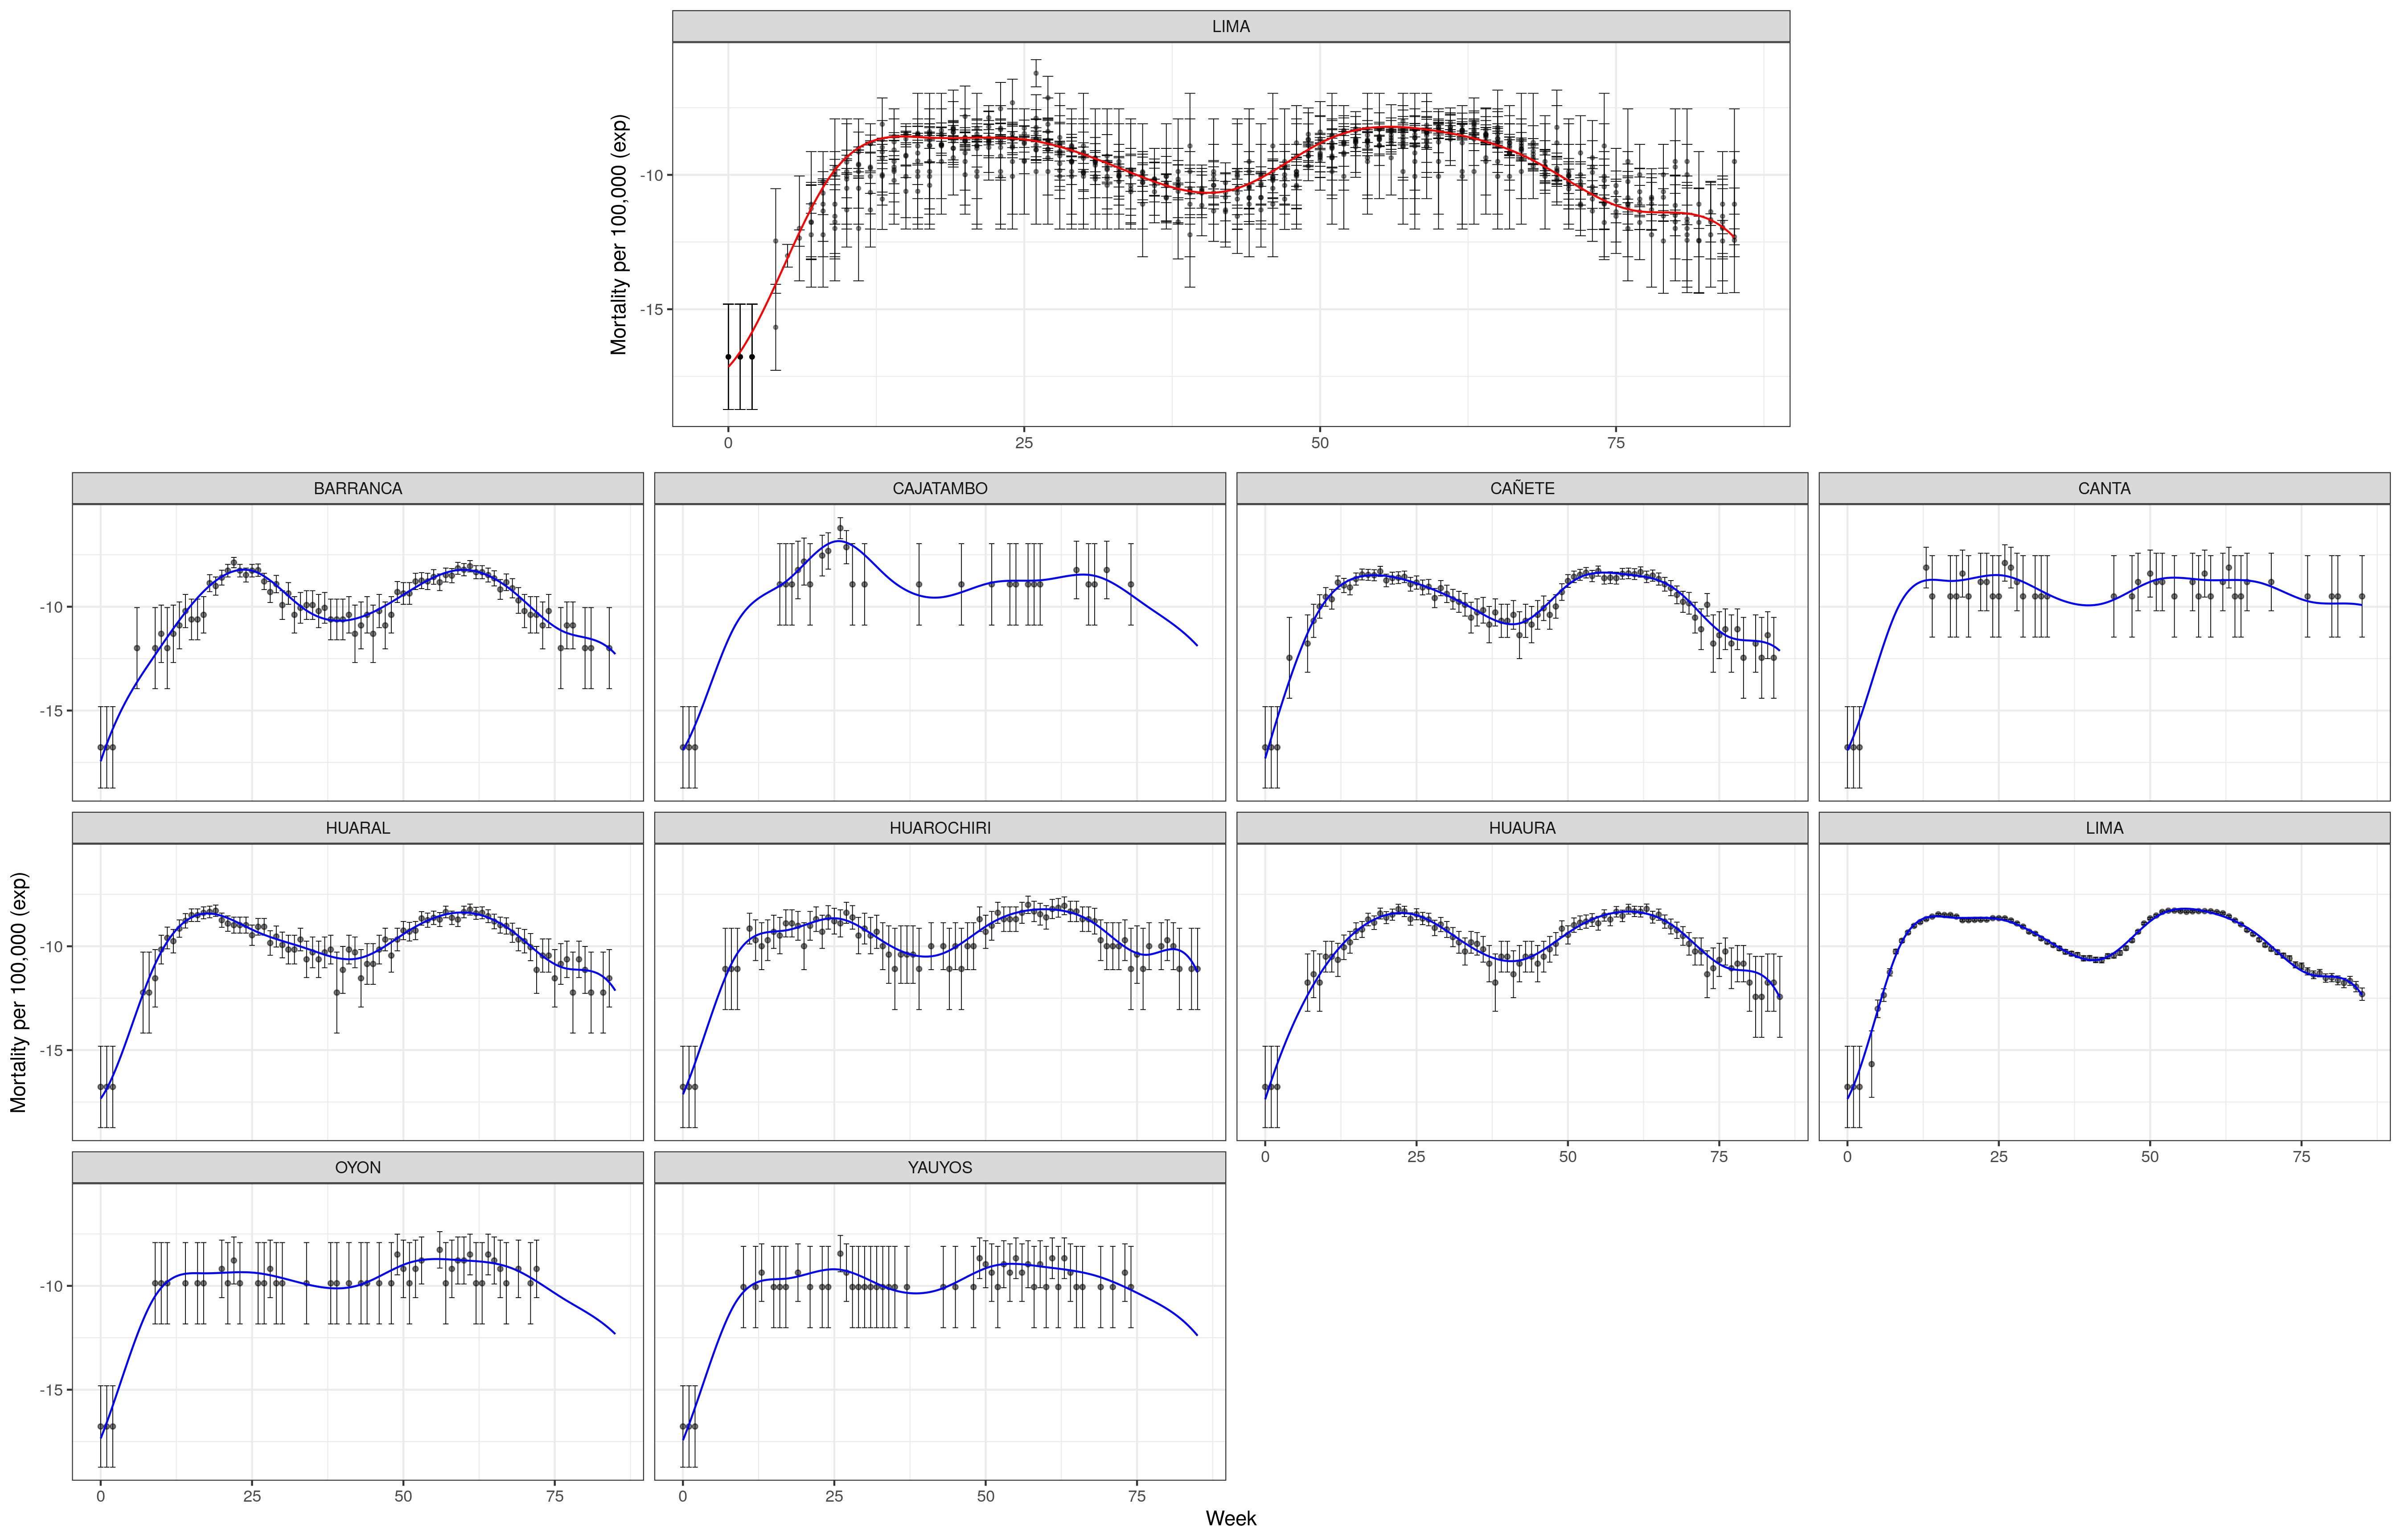 LIMA
Mortality per 100,000 (exp)
-10
-15
0 25 50 75
BARRANCA CAJATAMBO CAÑETE CANTA
-10
-15
HUARAL HUAROCHIRI HUAURA LIMA
Mortality per 100,000 (exp)
-10
-15
0 25 50 75 0 25 50 75
OYON YAUYOS
-10
-15
0 25 50 75 0 25 50 75
Week